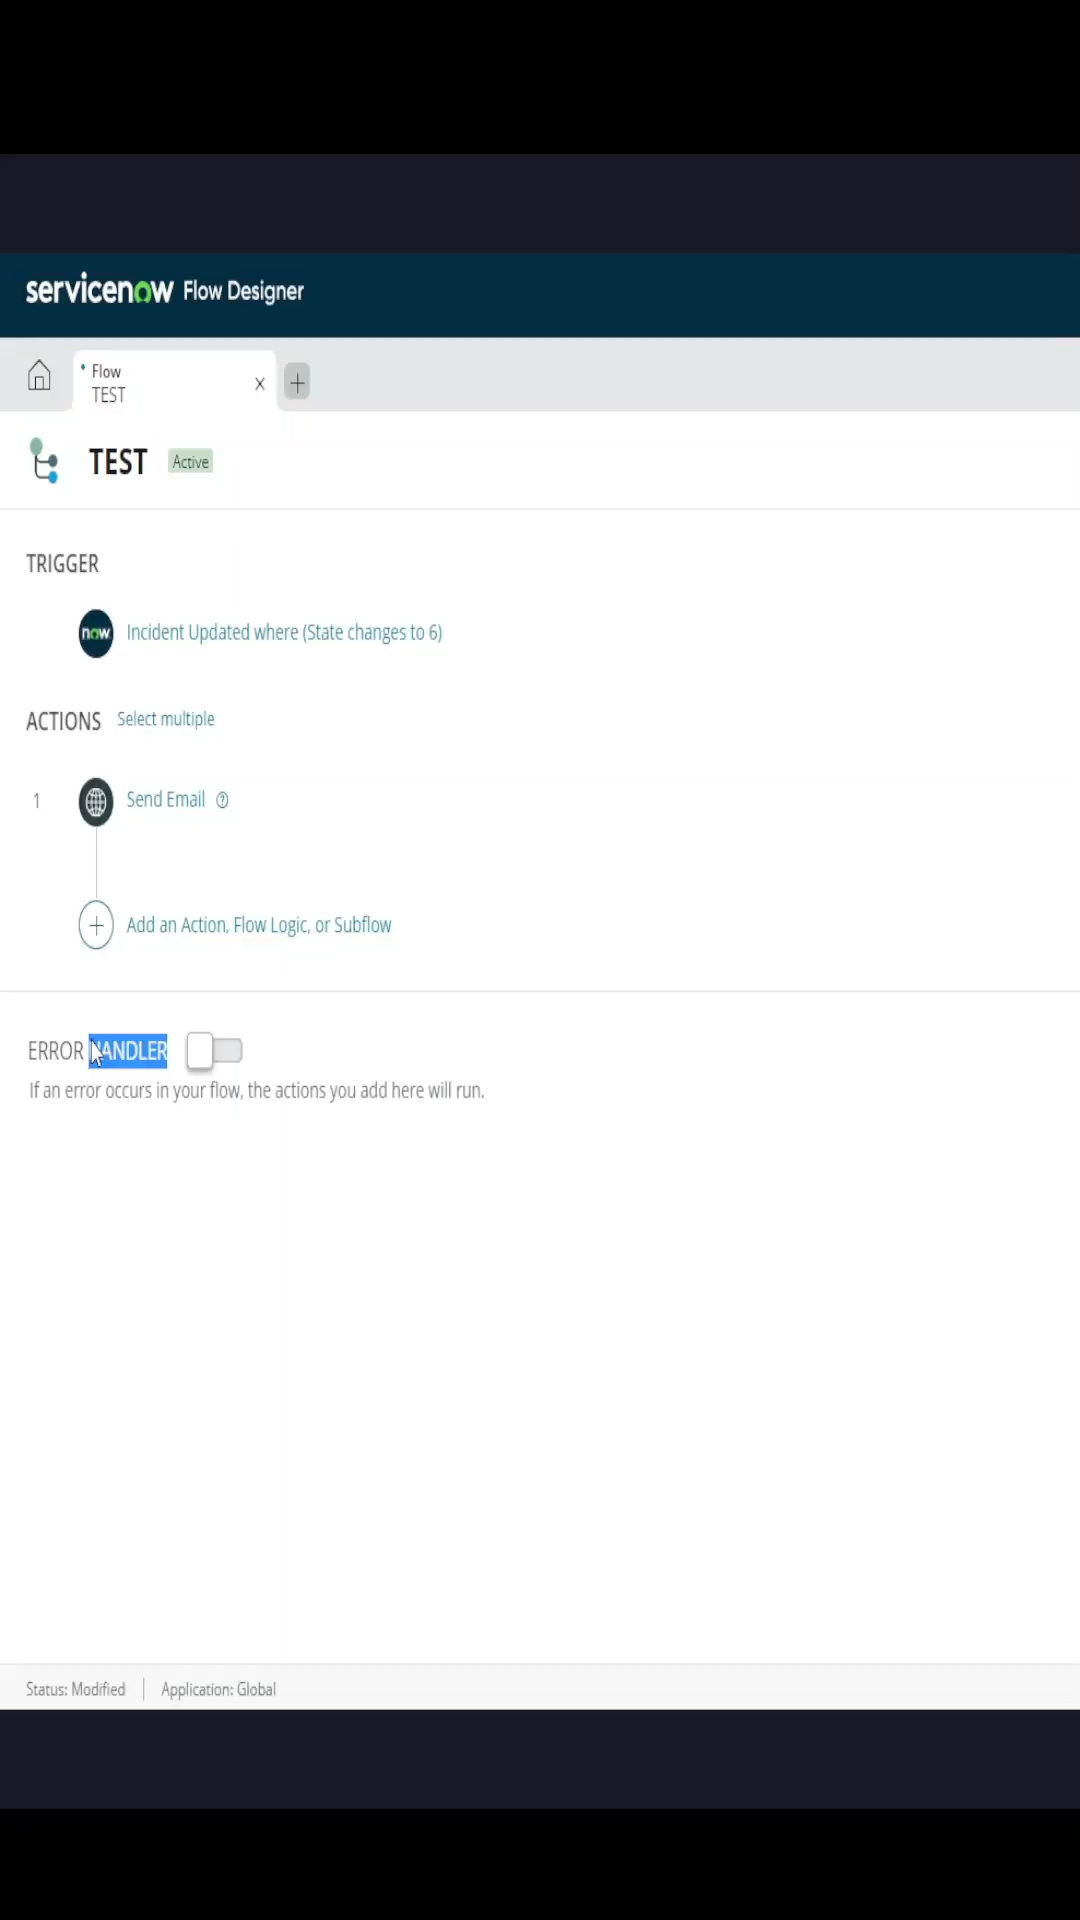 servicenow Flow Designer
Flow
TEST
x
TEST Active
TRIGGER
now
Incident Updated where (State changes to 6)
ACTIONS Select multiple
1 Send Email
Add an Action, Flow Logic, or Subflow
ERROR HANDLER
If an error occurs in your flow, the actions you add here will run.
Status: Modified Application: Global